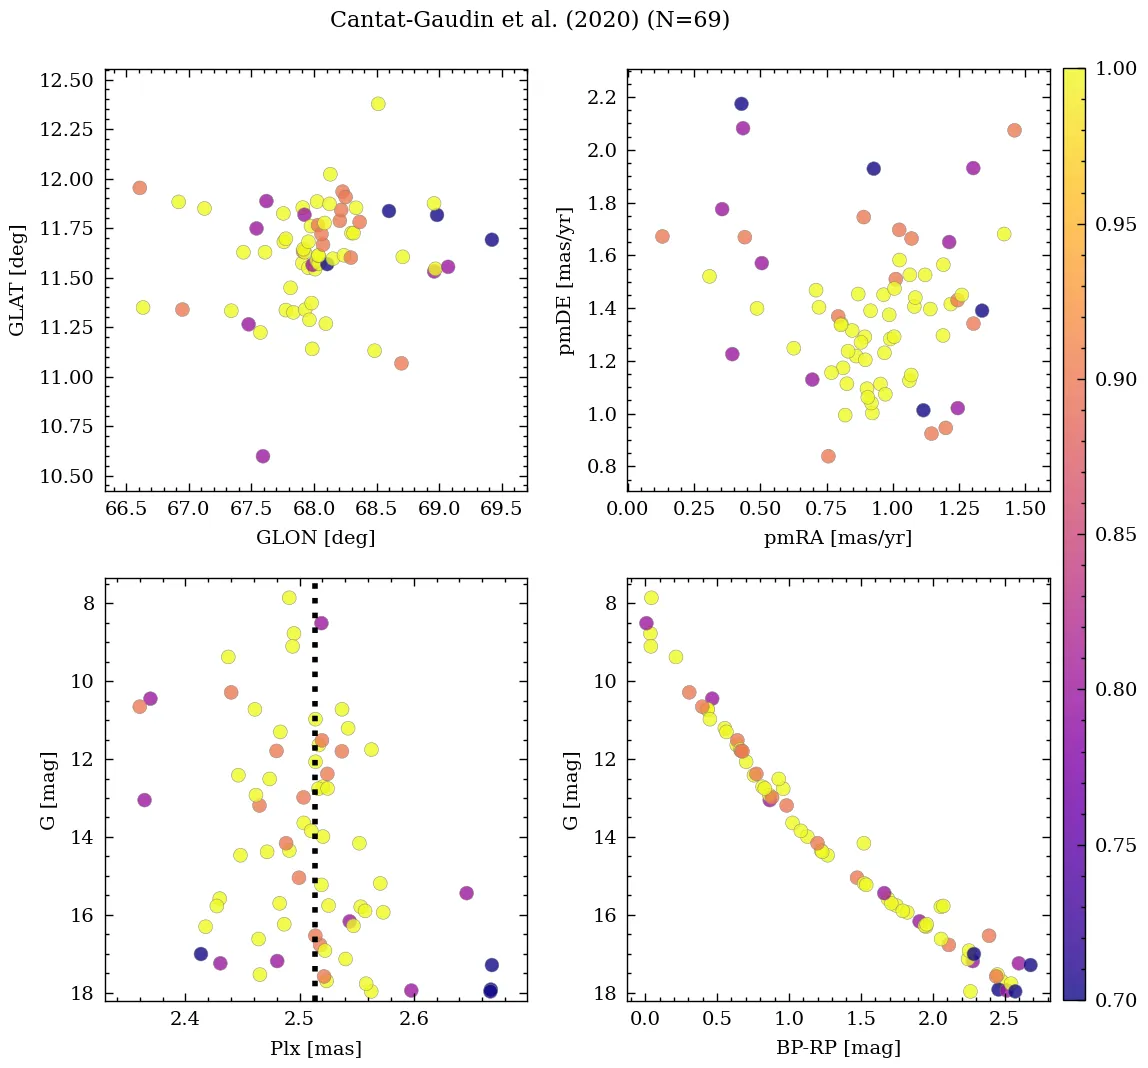 Cantat-Gaudin et al. (2020) (N=69)
12.50
12.25
12.00
11.75
11.50
11.25
11.00
10.75
10.50
GLAT [deg]
66.5 67.0 67.5 68.0 68.5 69.0 69.5
GLON [deg]
2.2
2.0
1.8
1.6
1.4
1.2
1.0
0.8
pmDE [mas/yr]
0.00 0.25 0.50 0.75 1.00 1.25 1.50
pmRA [mas/yr]
8
10
12
14
16
18
G [mag]
2.4 2.5 2.6
Plx [mas]
8
10
12
14
16
18
G [mag]
0.0 0.5 1.0 1.5 2.0 2.5
BP-RP [mag]
1.00
0.95
0.90
0.85
0.80
0.75
0.70